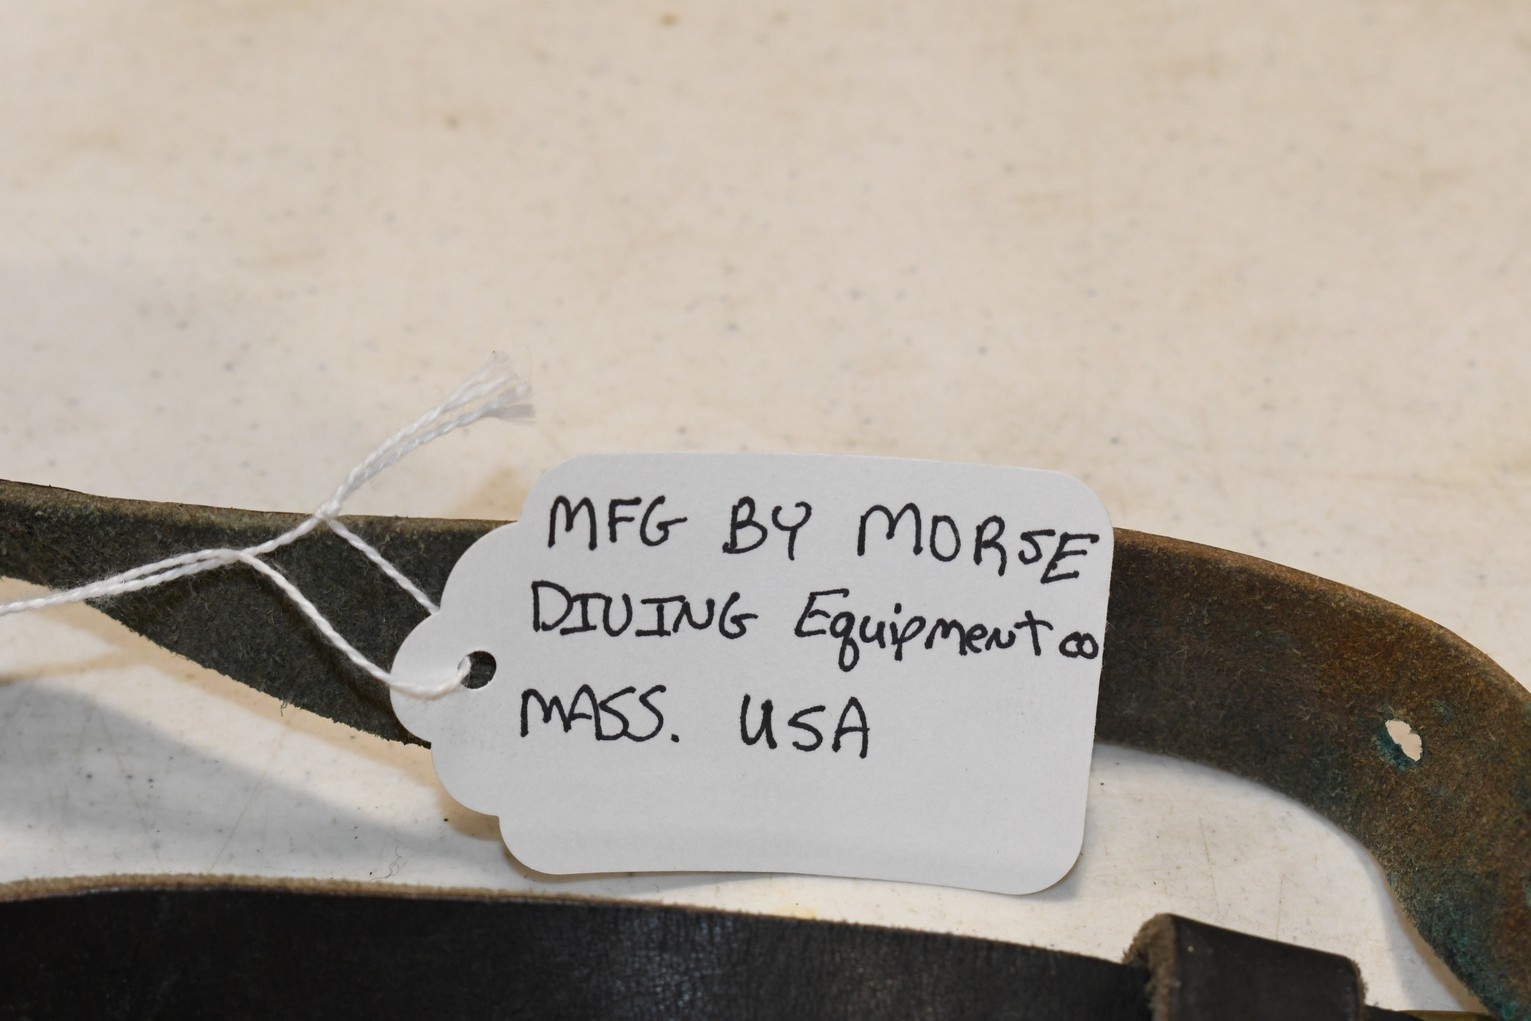 MFG BY MORSE
DIVING Equipment co
MASS. USA